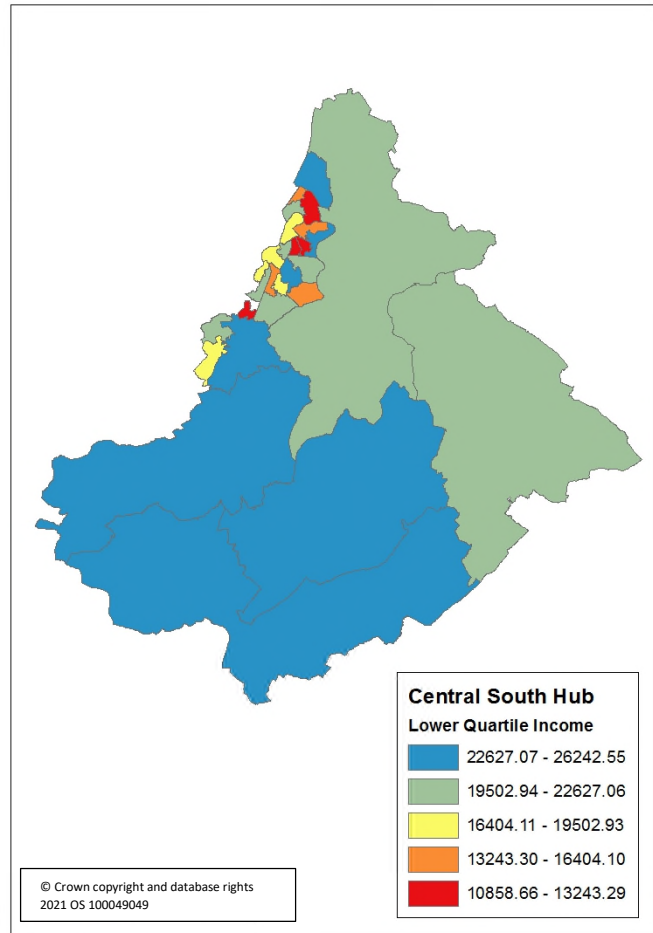 Central South Hub
Lower Quartile Income
22627.07 - 26242.55
19502.94 - 22627.06
16404.11 - 19502.93
13243.30 - 16404.10
10858.66 - 13243.29
© Crown copyright and database rights
2021 OS 100049049